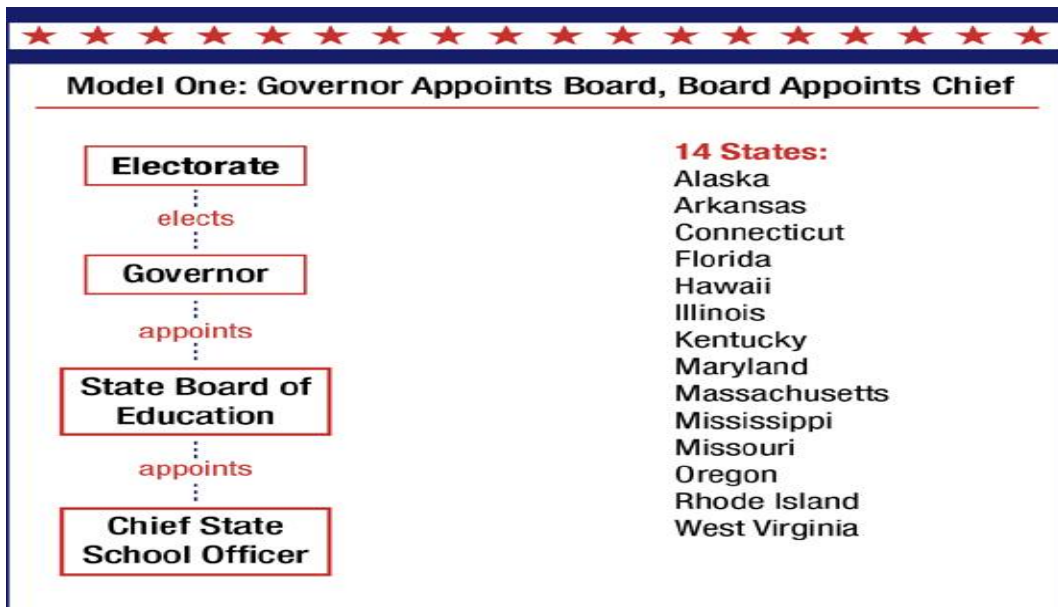 Model One: Governor Appoints Board, Board Appoints Chief
Electorate
elects
Governor
appoints
State Board of
Education
appoints
Chief State
School Officer
14 States:
Alaska
Arkansas
Connecticut
Florida
Hawaii
Illinois
Kentucky
Maryland
Massachusetts
Mississippi
Missouri
Oregon
Rhode Island
West Virginia